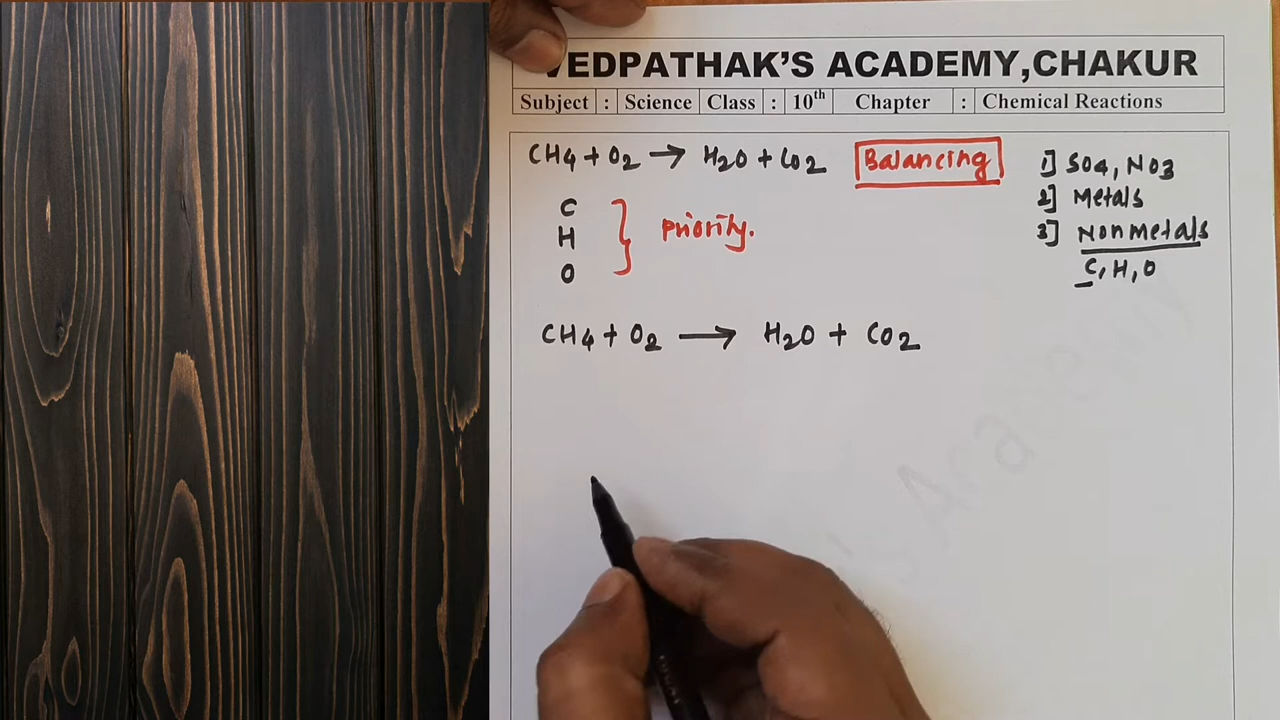 VEDPATHAK'S ACADEMY,CHAKUR
Subject : Science Class : 10th Chapter : Chemical Reactions
CH4 + O2 → H2O + CO2 Balancing
1] SO4, NO3
2] Metals
3] Nonmetals
C, H, O
C
H
O
} Priority.
CH4 + O2 → H2O + CO2
's Academy